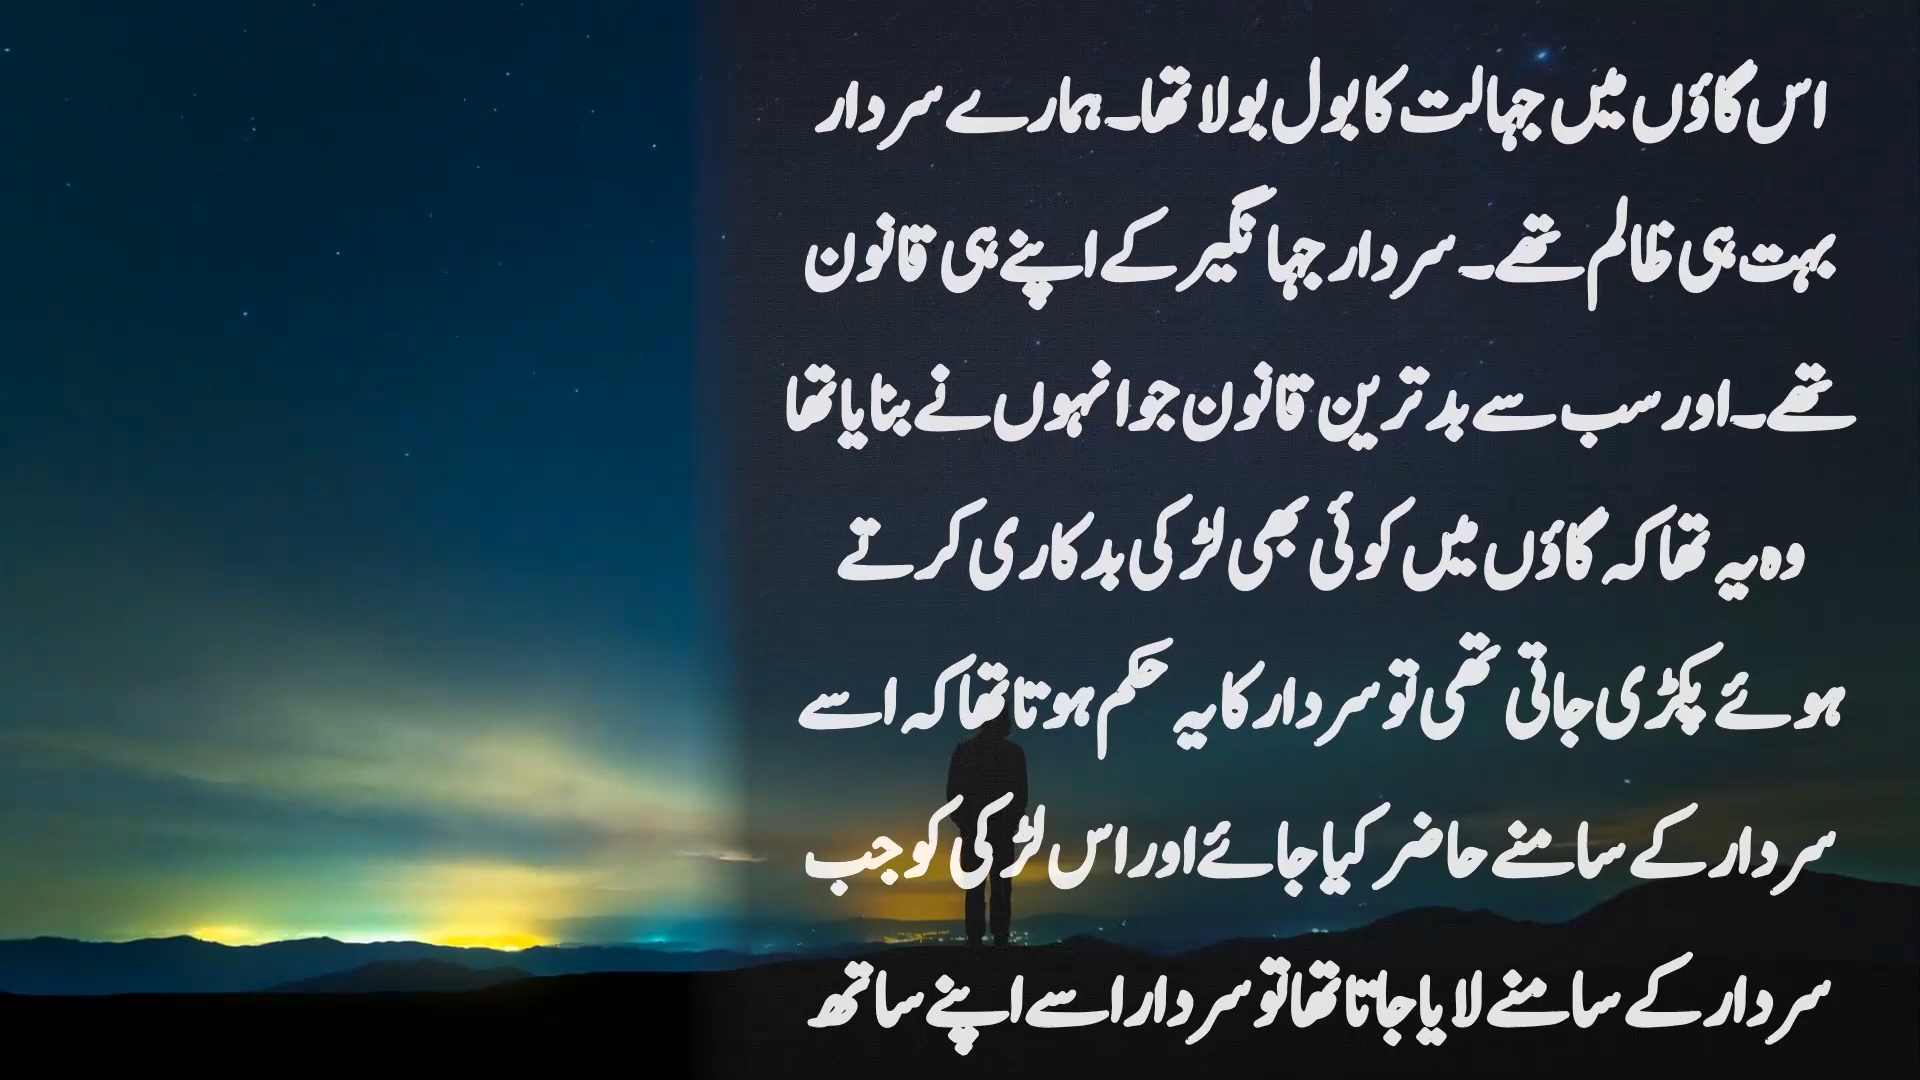 اس گاؤں میں جہالت کا بول بولا تھا۔ ہمارے سردار
بہت ہی ظالم تھے۔ سردار جہانگیر کے اپنے ہی قانون
تھے۔ اور سب سے بدترین قانون جو انہوں نے بنایا تھا
وہ یہ تھا کہ گاؤں میں کوئی بھی لڑکی بدکاری کرتے
ہوئے پکڑی جاتی تھی تو سردار کا یہ حکم ہوتا تھا کہ اسے
سردار کے سامنے حاضر کیا جائے اور اس لڑکی کو جب
سردار کے سامنے لایا جاتا تھا تو سردار اسے اپنے ساتھ